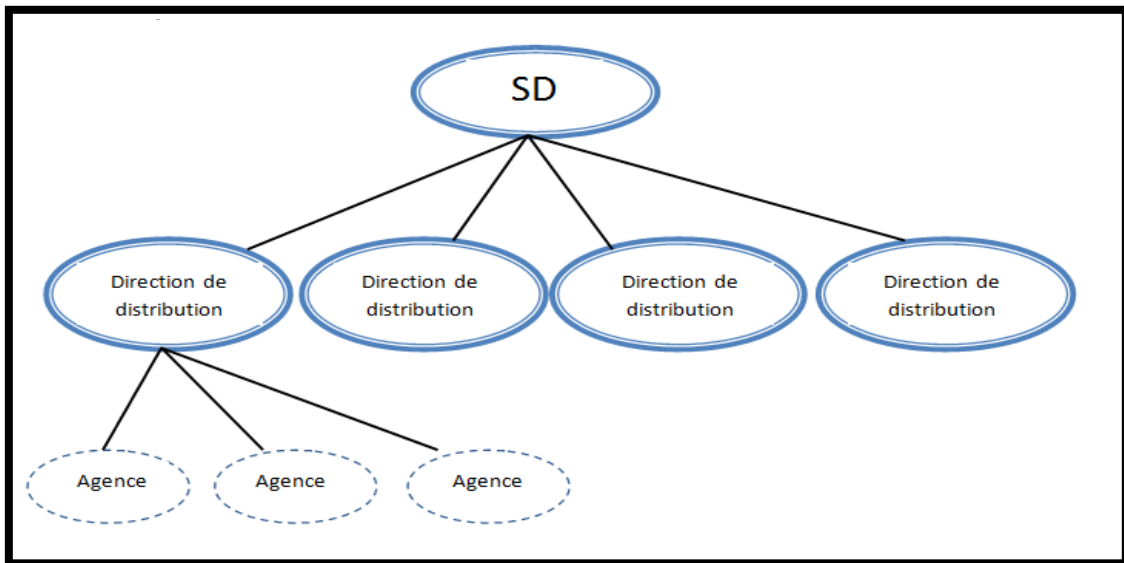 SD
Direction de
distribution
Direction de
distribution
Direction de
distribution
Direction de
distribution
Agence
Agence
Agence